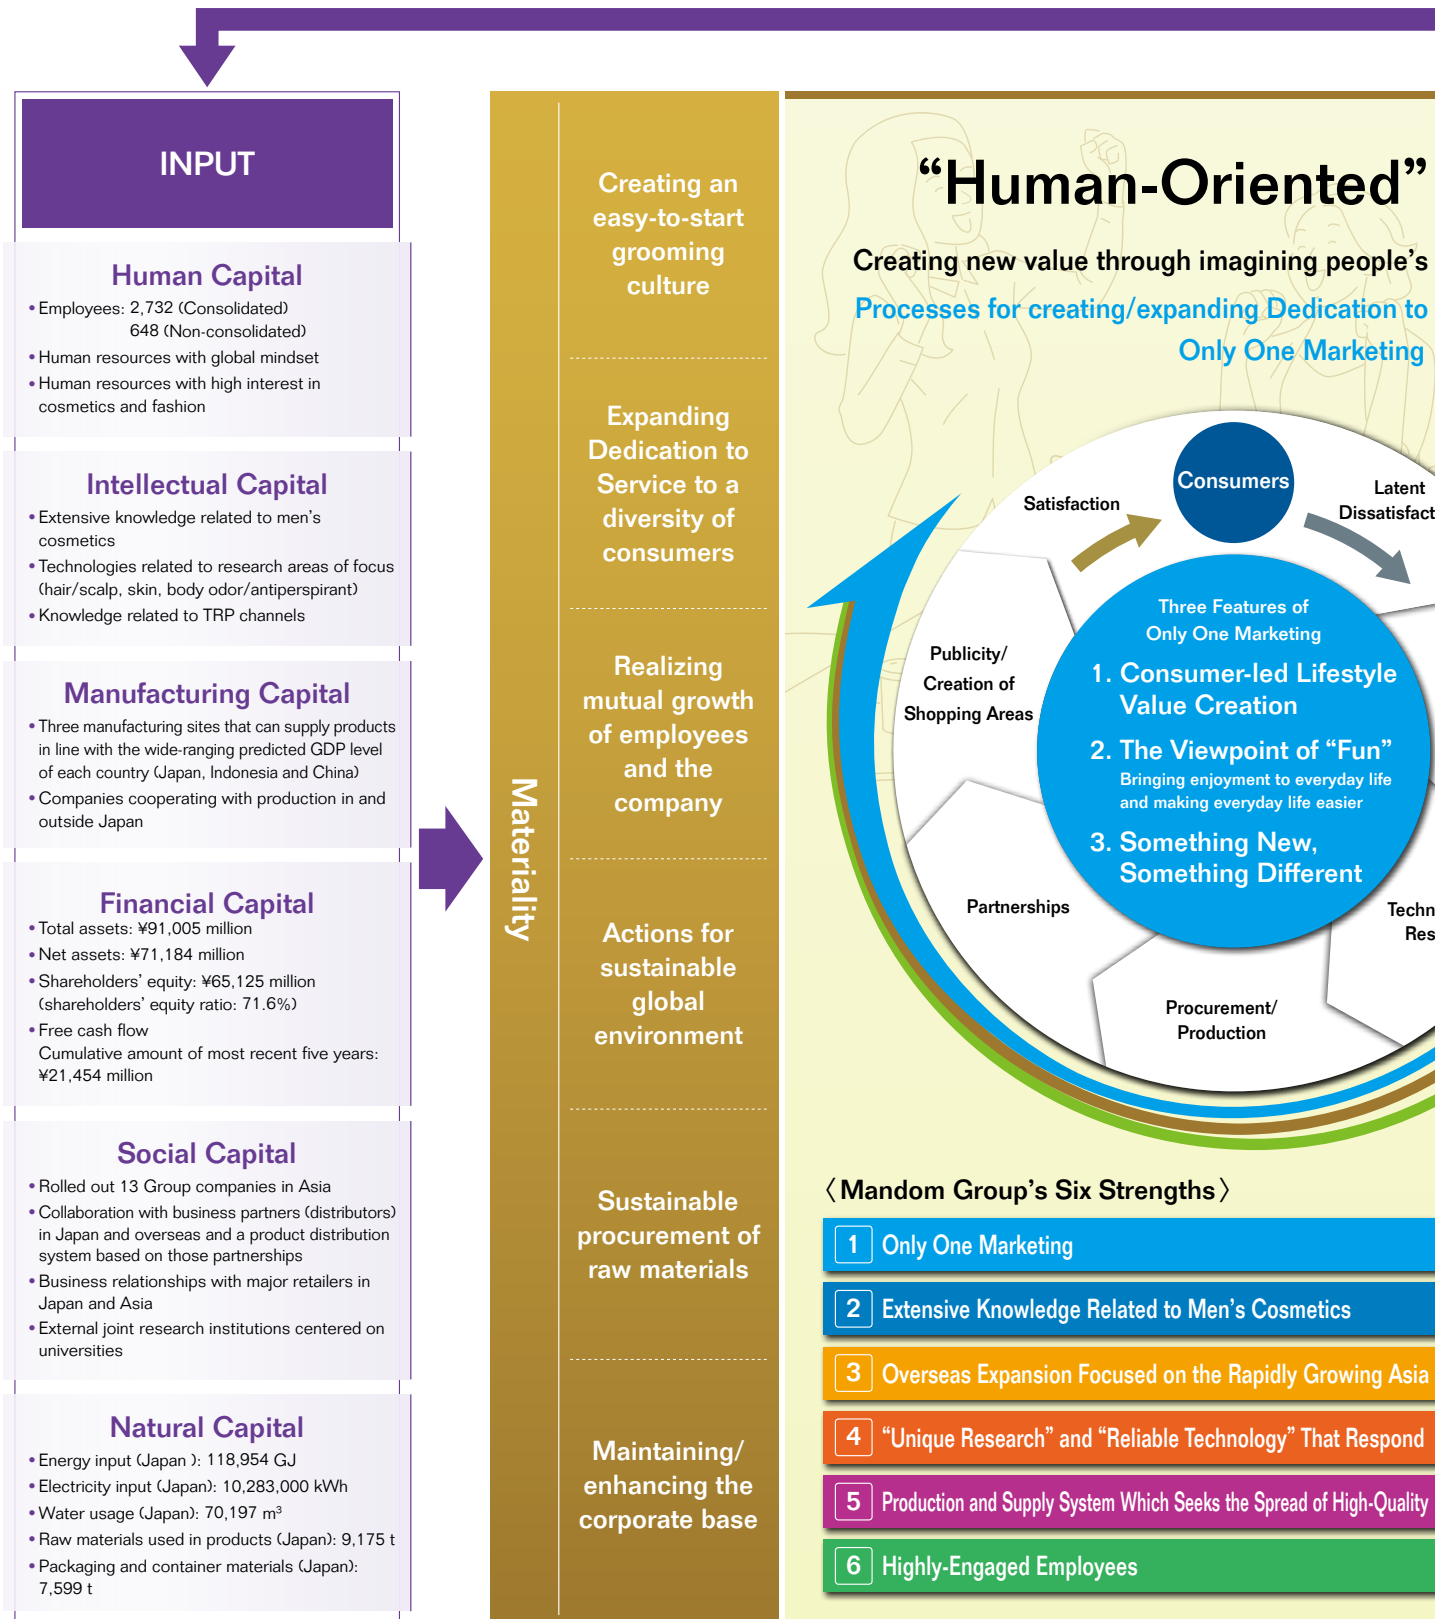 INPUT
Human Capital
• Employees: 2,732 (Consolidated)
648 (Non-consolidated)
• Human resources with global mindset
• Human resources with high interest in
cosmetics and fashion
Intellectual Capital
• Extensive knowledge related to men's
cosmetics
• Technologies related to research areas of focus
(hair/scalp, skin, body odor/antiperspirant)
• Knowledge related to TRP channels
Manufacturing Capital
• Three manufacturing sites that can supply products
in line with the wide-ranging predicted GDP level
of each country (Japan, Indonesia and China)
• Companies cooperating with production in and
outside Japan
Financial Capital
• Total assets: ¥91,005 million
• Net assets: ¥71,184 million
• Shareholders' equity: ¥65,125 million
(shareholders' equity ratio: 71.6%)
• Free cash flow
Cumulative amount of most recent five years:
¥21,454 million
Social Capital
• Rolled out 13 Group companies in Asia
• Collaboration with business partners (distributors)
in Japan and overseas and a product distribution
system based on those partnerships
• Business relationships with major retailers in
Japan and Asia
• External joint research institutions centered on
universities
Natural Capital
• Energy input (Japan ): 118,954 GJ
• Electricity input (Japan): 10,283,000 kWh
• Water usage (Japan): 70,197 m³
• Raw materials used in products (Japan): 9,175 t
• Packaging and container materials (Japan):
7,599 t
Materiality
Creating an
easy-to-start
grooming
culture
Expanding
Dedication to
Service to a
diversity of
consumers
Realizing
mutual growth
of employees
and the
company
Actions for
sustainable
global
environment
Sustainable
procurement of
raw materials
Maintaining/
enhancing the
corporate base
“Human-Oriented”
Creating new value through imagining people's
Processes for creating/expanding Dedication to
Only One Marketing
Consumers
Satisfaction
Latent
Dissatisfact
Three Features of
Only One Marketing
1. Consumer-led Lifestyle
Value Creation
2. The Viewpoint of “Fun”
Bringing enjoyment to everyday life
and making everyday life easier
3. Something New,
Something Different
Publicity/
Creation of
Shopping Areas
Partnerships
Procurement/
Production
Techn
Res
〈Mandom Group's Six Strengths〉
1 Only One Marketing
2 Extensive Knowledge Related to Men's Cosmetics
3 Overseas Expansion Focused on the Rapidly Growing Asia
4 “Unique Research” and “Reliable Technology” That Respond
5 Production and Supply System Which Seeks the Spread of High-Quality
6 Highly-Engaged Employees